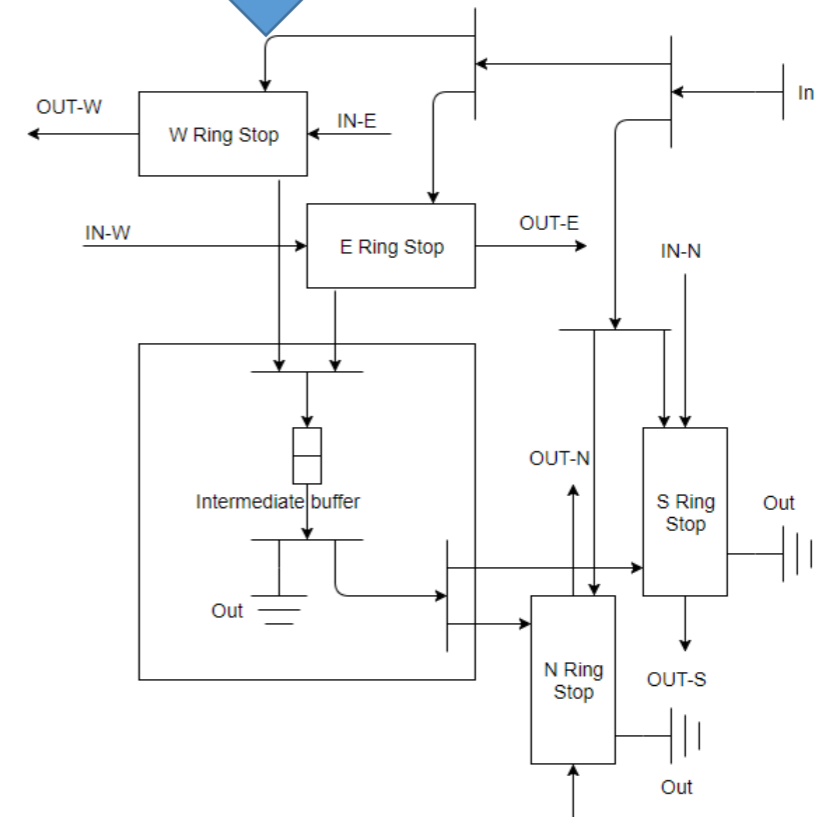 In
OUT-W
IN-E
W Ring Stop
IN-W
OUT-E
E Ring Stop
IN-N
OUT-N
Intermediate buffer
S Ring
Stop
Out
Out
N Ring
Stop
OUT-S
Out